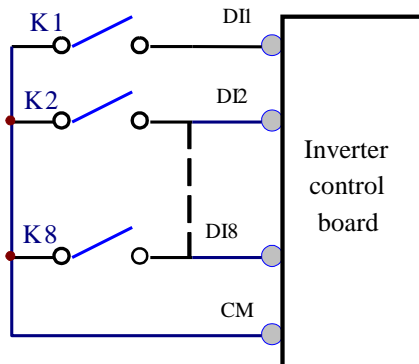 K1 DI1
K2 DI2
Inverter
control
board
K8 DI8
CM